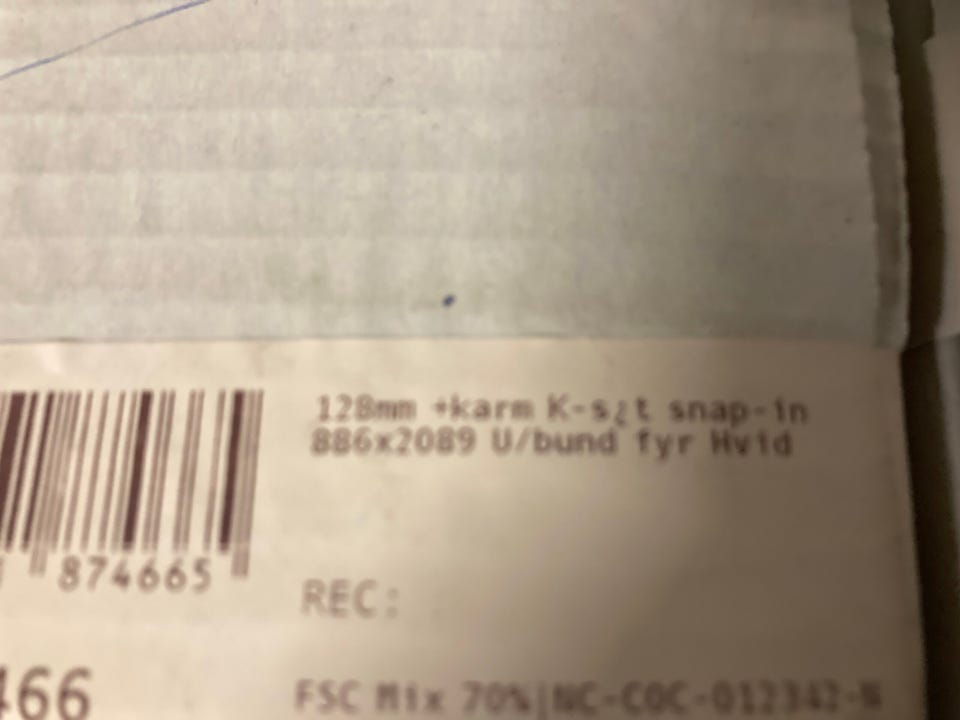 128mm +karm K-s¿t snap-in
886x2089 U/bund fyr Hvid
874665
REC:
466
FSC Mix 70%|NC-COC-012342-N